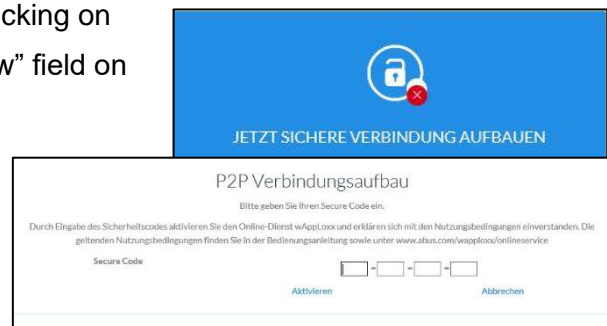 cking on
w” field on
JETZT SICHERE VERBINDUNG AUFBAUEN
P2P Verbindungsaufbau
Bitte geben Sie Ihren Secure Code ein.
Durch Eingabe des Sicherheitscodes aktivieren Sie den Online-Dienst wAppLoxx und erklären sich mit den Nutzungsbedingungen einverstanden. Die
geltenden Nutzungsbedingungen finden Sie in der Bedienungsanleitung sowie unter www.abus.com/wapploxx/onlineservice
Secure Code - - -
Aktivieren Abbrechen